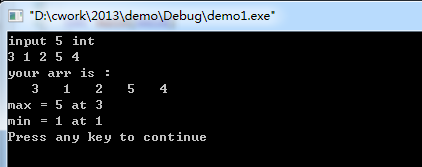 "D:\cwork\2013\demo\Debug\demo1.exe"
input 5 int
3 1 2 5 4
your arr is :
   3   1   2   5   4
max = 5 at 3
min = 1 at 1
Press any key to continue